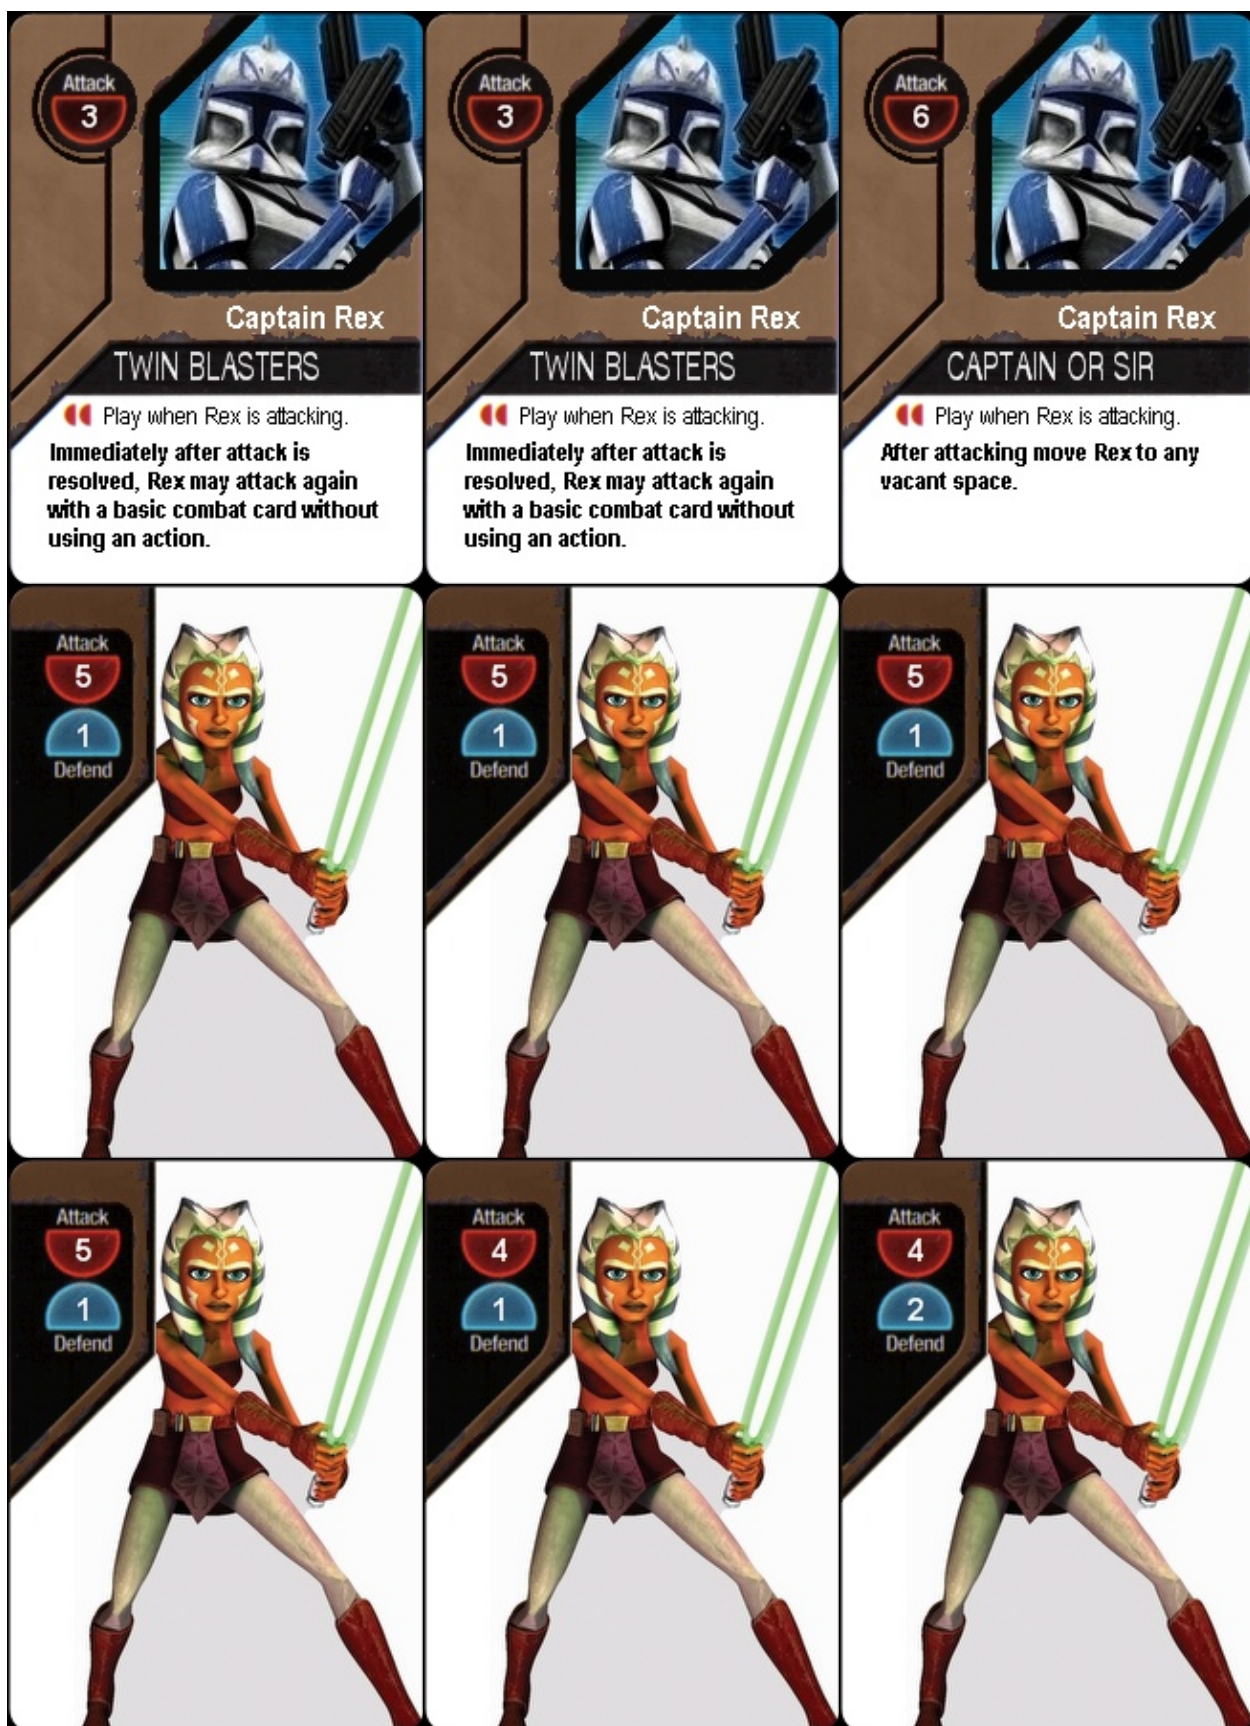 Attack
3
Captain Rex
TWIN BLASTERS
Play when Rex is attacking.
Immediately after attack is
resolved, Rex may attack again
with a basic combat card without
using an action.
Attack
3
Captain Rex
TWIN BLASTERS
Play when Rex is attacking.
Immediately after attack is
resolved, Rex may attack again
with a basic combat card without
using an action.
Attack
6
Captain Rex
CAPTAIN OR SIR
Play when Rex is attacking.
After attacking move Rex to any
vacant space.
Attack
5
1
Defend
Attack
5
1
Defend
Attack
5
1
Defend
Attack
5
1
Defend
Attack
4
1
Defend
Attack
4
2
Defend